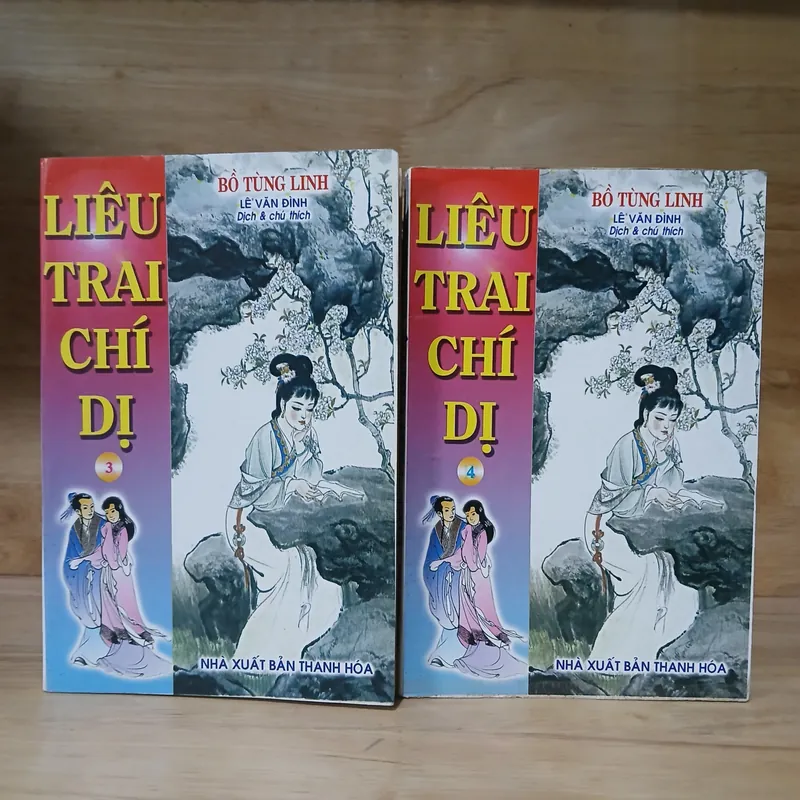 LIÊU
TRAI
CHÍ
DỊ
3
BỒ TÙNG LINH
LÊ VĂN ĐÌNH
Dịch & chú thích
NHÀ XUẤT BẢN THANH HÓA
LIÊU
TRAI
CHÍ
DỊ
4
BỒ TÙNG LINH
LÊ VĂN ĐÌNH
Dịch & chú thích
NHÀ XUẤT BẢN THANH HÓA